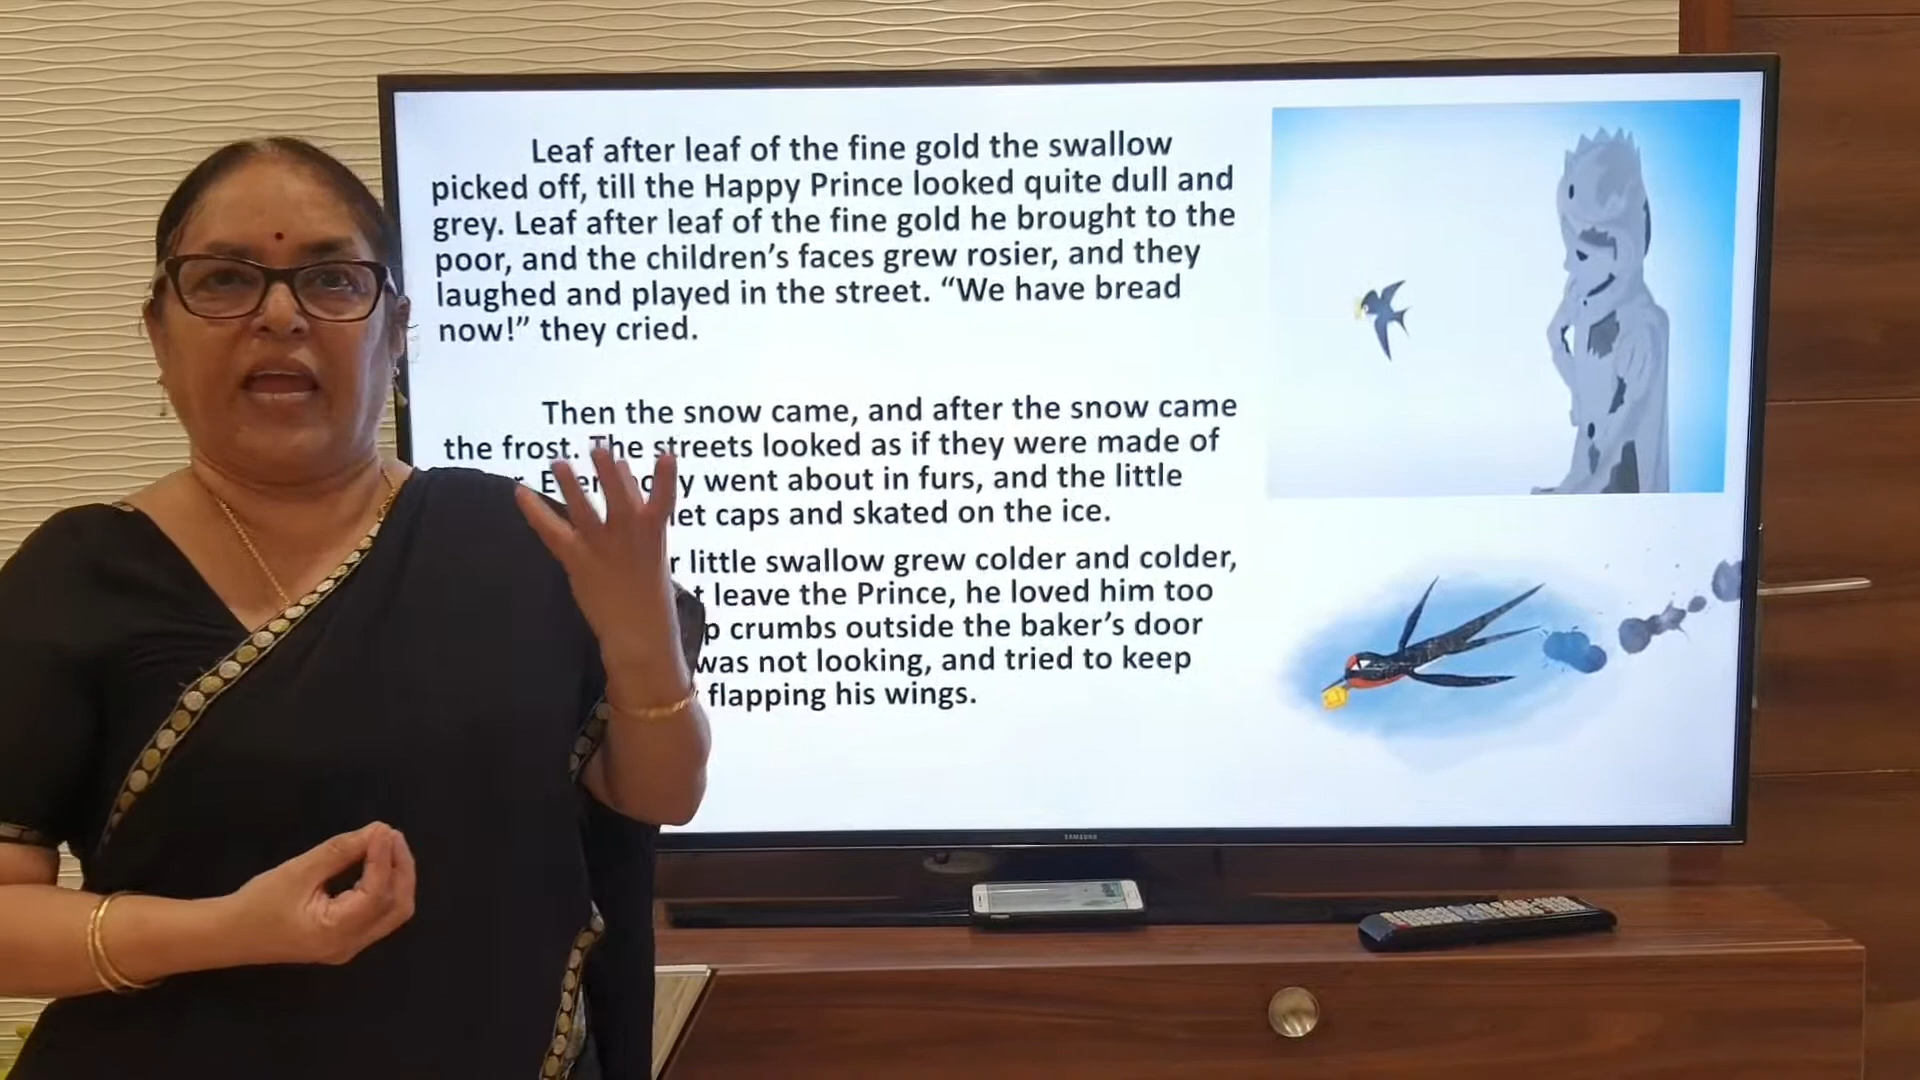 Leaf after leaf of the fine gold the swallow
picked off, till the Happy Prince looked quite dull and
grey. Leaf after leaf of the fine gold he brought to the
poor, and the children's faces grew rosier, and they
laughed and played in the street. “We have bread
now!” they cried.
Then the snow came, and after the snow came
the frost. The streets looked as if they were made of
went about in furs, and the little
caps and skated on the ice.
little swallow grew colder and colder,
leave the Prince, he loved him too
crumbs outside the baker's door
was not looking, and tried to keep
flapping his wings.
SAMSUNG